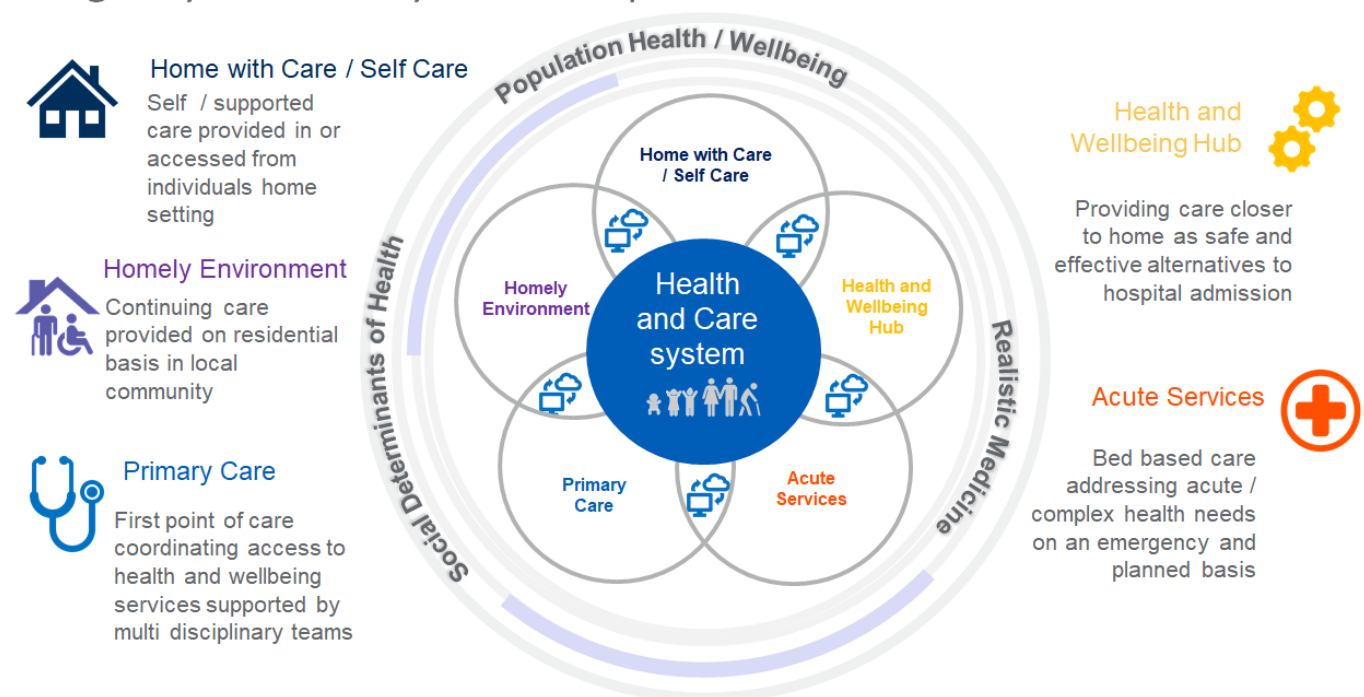 Home with Care / Self Care
Self / supported
care provided in or
accessed from
individuals home
setting
Homely Environment
Continuing care
provided on residential
basis in local
community
Primary Care
First point of care
coordinating access to
health and wellbeing
services supported by
multi disciplinary teams
Population Health / Wellbeing
Social Determinants of Health
Realistic Medicine
Home with Care
/ Self Care
Homely
Environment
Health and
Wellbeing
Hub
Health
and Care
system
Primary
Care
Acute
Services
Health and
Wellbeing Hub
Providing care closer
to home as safe and
effective alternatives to
hospital admission
Acute Services
Bed based care
addressing acute /
complex health needs
on an emergency and
planned basis